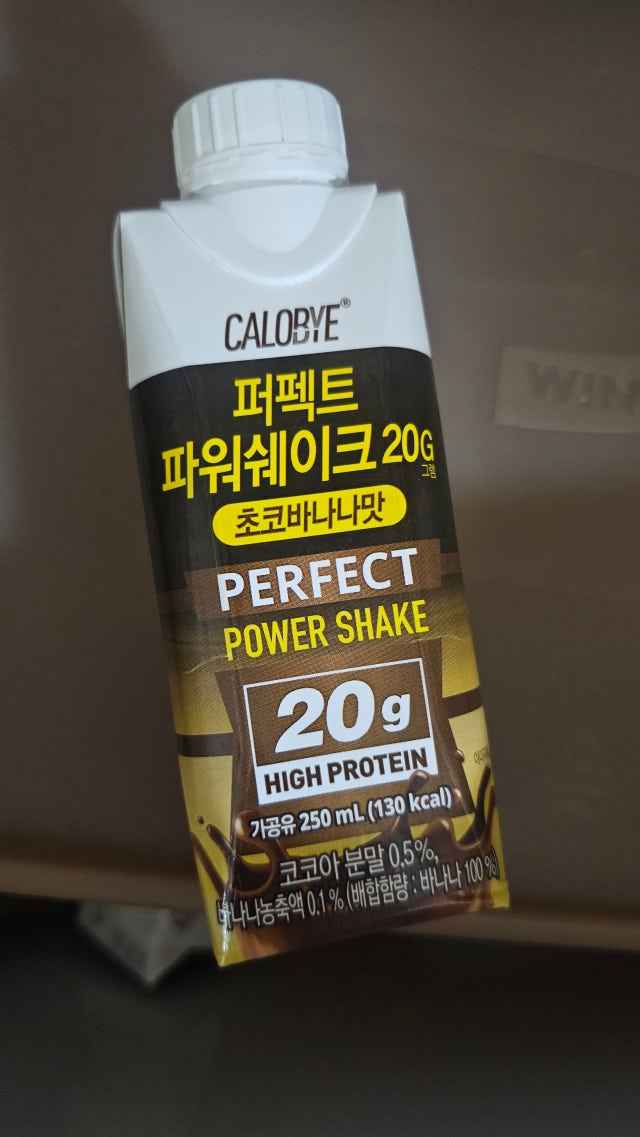 CALOBYE®
퍼펙트
파워쉐이크 20G
그램
초코바나나맛
PERFECT
POWER SHAKE
20g
HIGH PROTEIN
가공유 250 mL (130 kcal)
코코아 분말 0.5%,
바나나농축액 0.1% (배합함량 : 바나나 100 %)
WIN